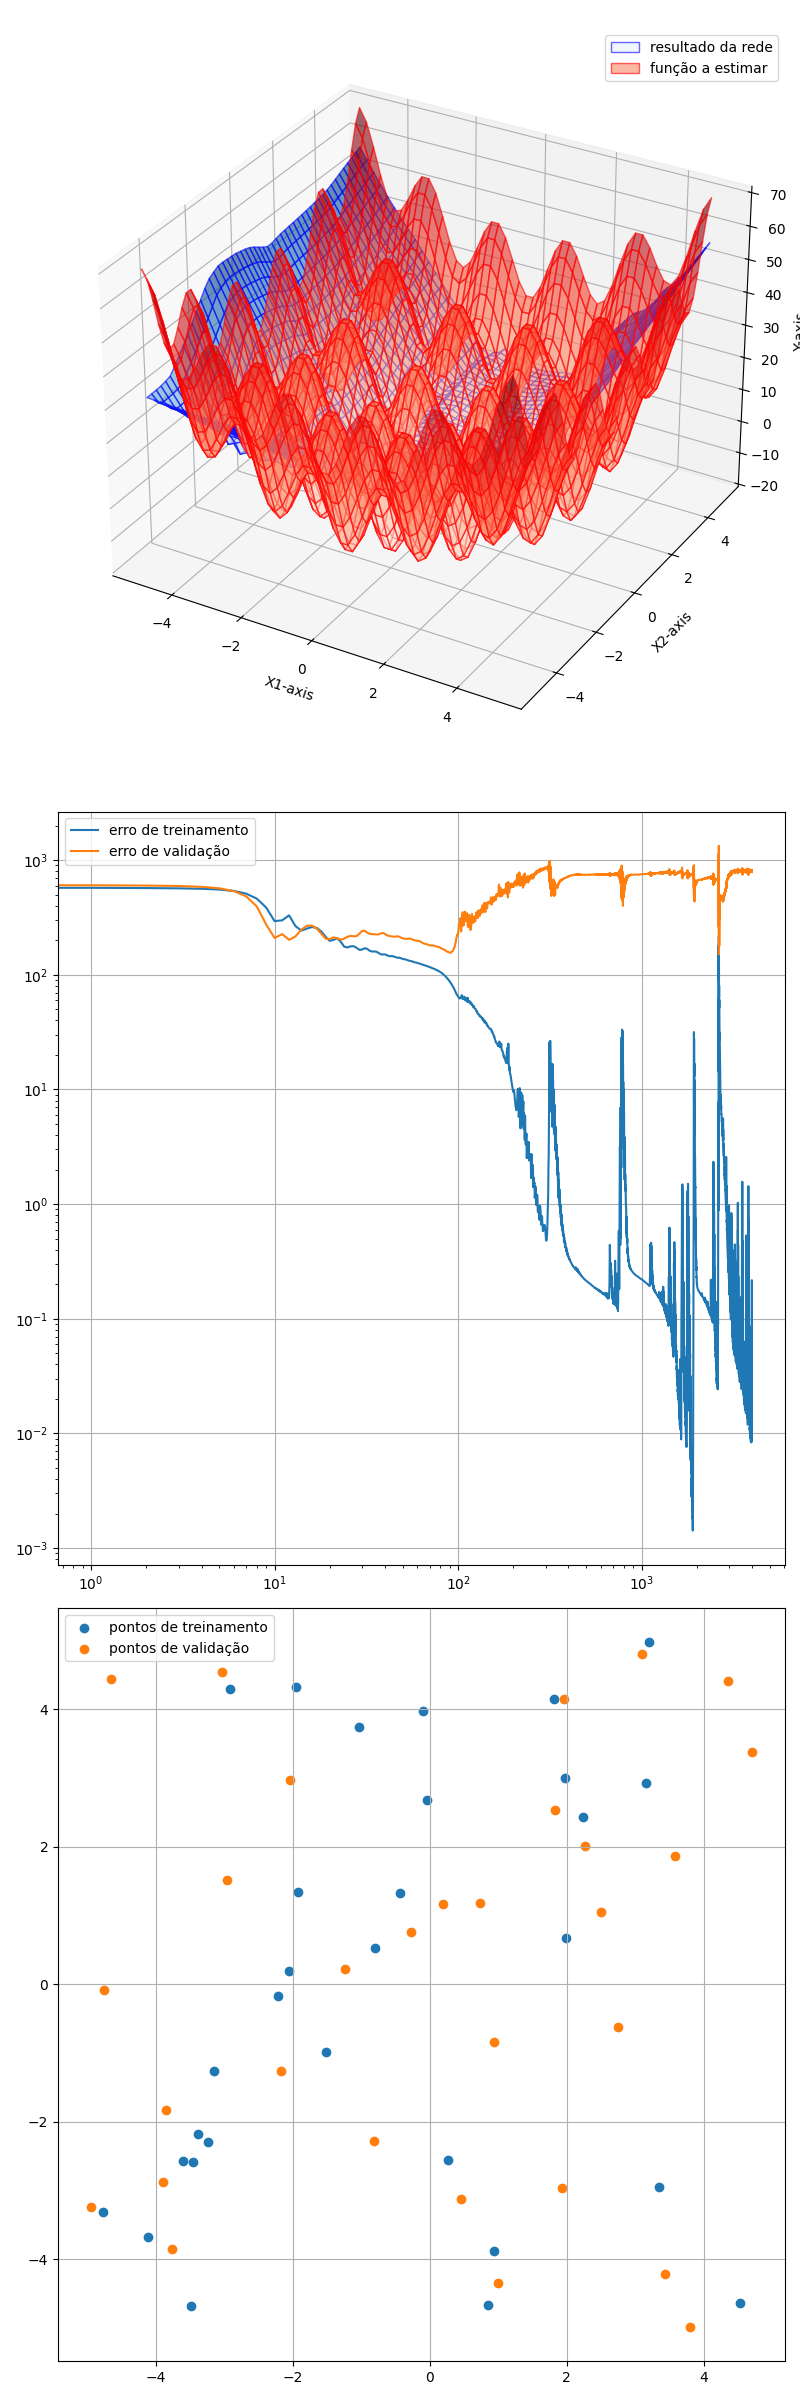 resultado da rede
função a estimar
70
60
50
40
30
20
10
0
−10
−20
Y-axis
4
2
0
−2
−4
X2-axis
−4
−2
0
2
4
X1-axis
erro de treinamento
erro de validação
10³
10²
10¹
10⁰
10⁻¹
10⁻²
10⁻³
10⁰ 10¹ 10² 10³
pontos de treinamento
pontos de validação
4
2
0
−2
−4
−4 −2 0 2 4